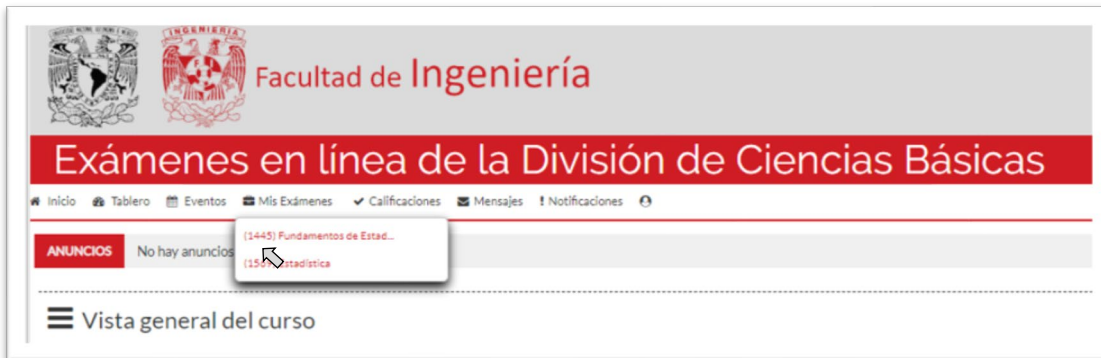 INGENIERIA
Facultad de Ingeniería
Exámenes en línea de la División de Ciencias Básicas
Inicio Tablero Eventos Mis Exámenes Calificaciones Mensajes Notificaciones
(1445) Fundamentos de Estad...
ANUNCIOS No hay anuncios
Estadística
Vista general del curso